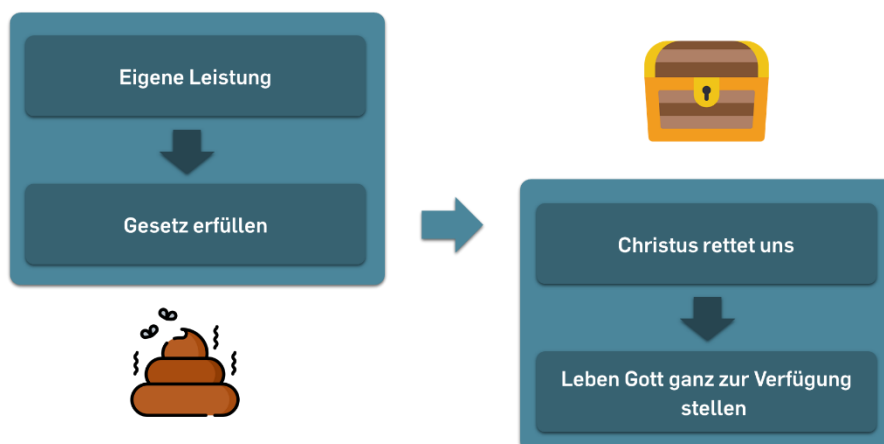 Eigene Leistung
Gesetz erfüllen
Christus rettet uns
Leben Gott ganz zur Verfügung
stellen